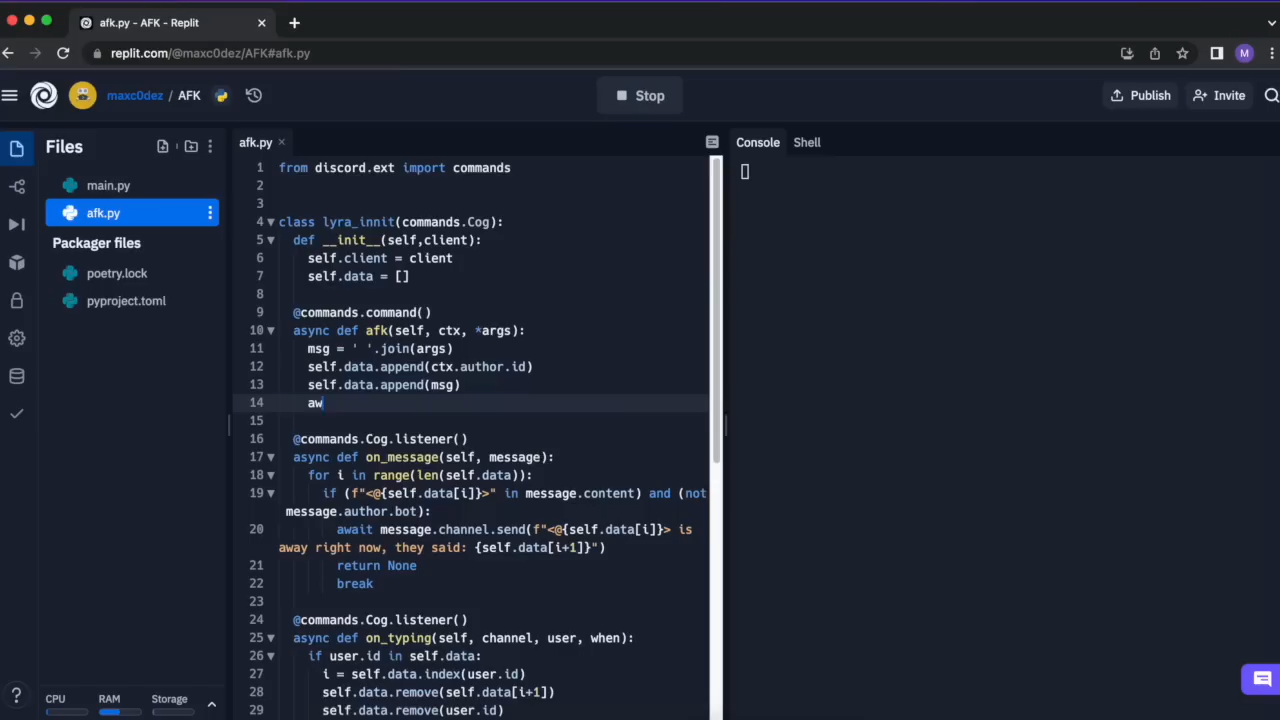 afk.py - AFK - Replit
replit.com/@maxc0dez/AFK#afk.py
M
maxc0dez / AFK
Stop
Publish
Invite
Files
main.py
afk.py
Packager files
poetry.lock
pyproject.toml
CPU
RAM
Storage
afk.py
1 from discord.ext import commands
2
3
4 class lyra_innit(commands.Cog):
5 def __init__(self,client):
6 self.client = client
7 self.data = []
8
9 @commands.command()
10 async def afk(self, ctx, *args):
11 msg = ' '.join(args)
12 self.data.append(ctx.author.id)
13 self.data.append(msg)
14 aw
15
16 @commands.Cog.listener()
17 async def on_message(self, message):
18 for i in range(len(self.data)):
19 if (f"<@{self.data[i]}>" in message.content) and (not
message.author.bot):
20 await message.channel.send(f"<@{self.data[i]}> is
away right now, they said: {self.data[i+1]}")
21 return None
22 break
23
24 @commands.Cog.listener()
25 async def on_typing(self, channel, user, when):
26 if user.id in self.data:
27 i = self.data.index(user.id)
28 self.data.remove(self.data[i+1])
29 self.data.remove(user.id)
Console
Shell